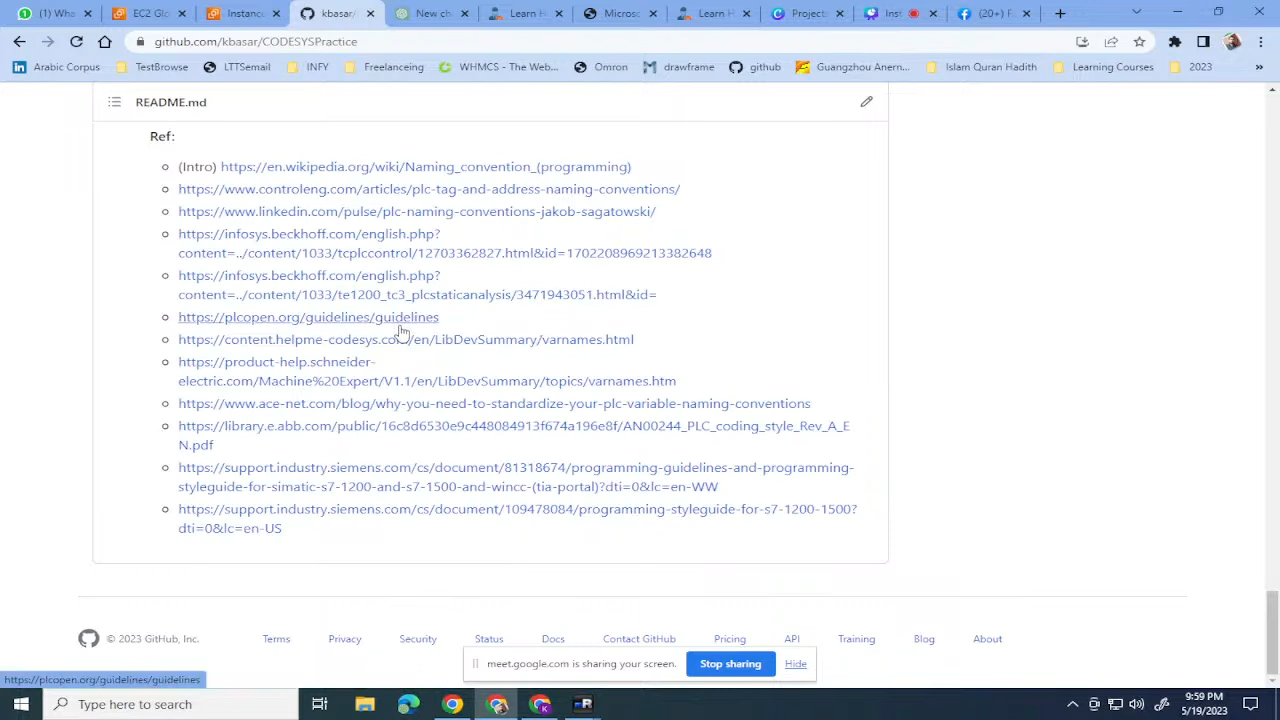 EC2 Glo
Instanc
kbasar/
New ch
Learn H
Microsc
Learn H
Projects
Inst
(20+) F
github.com/kbasar/CODESYSPractice
Arabic Corpus
TestBrowse
LTTSemail
INFY
Freelanceing
WHMCS - The Web...
Omron
drawframe
github
Guangzhou Anern...
Islam Quran Hadith
Learning Courses
2023
»
README.md
Ref:
(Intro) https://en.wikipedia.org/wiki/Naming_convention_(programming)
https://www.controleng.com/articles/plc-tag-and-address-naming-conventions/
https://www.linkedin.com/pulse/plc-naming-conventions-jakob-sagatowski/
https://infosys.beckhoff.com/english.php?
content=../content/1033/tcplccontrol/12703362827.html&id=1702208969213382648
https://infosys.beckhoff.com/english.php?
content=../content/1033/te1200_tc3_plcstaticanalysis/3471943051.html&id=
https://plcopen.org/guidelines/guidelines
https://content.helpme-codesys.com/en/LibDevSummary/varnames.html
https://product-help.schneider-
electric.com/Machine%20Expert/V1.1/en/LibDevSummary/topics/varnames.htm
https://www.ace-net.com/blog/why-you-need-to-standardize-your-plc-variable-naming-conventions
https://library.e.abb.com/public/16c8d6530e9c448084913f674a196e8f/AN00244_PLC_coding_style_Rev_A_E
N.pdf
https://support.industry.siemens.com/cs/document/81318674/programming-guidelines-and-programming-
styleguide-for-simatic-s7-1200-and-s7-1500-and-wincc-(tia-portal)?dti=0&lc=en-WW
https://support.industry.siemens.com/cs/document/109478084/programming-styleguide-for-s7-1200-1500?
dti=0&lc=en-US
© 2023 GitHub, Inc.
Terms
Privacy
Security
Status
Docs
Contact GitHub
Pricing
API
Training
Blog
About
meet.google.com is sharing your screen.
Stop sharing
Hide
https://plcopen.org/guidelines/guidelines
Type here to search
9:59 PM
5/19/2023